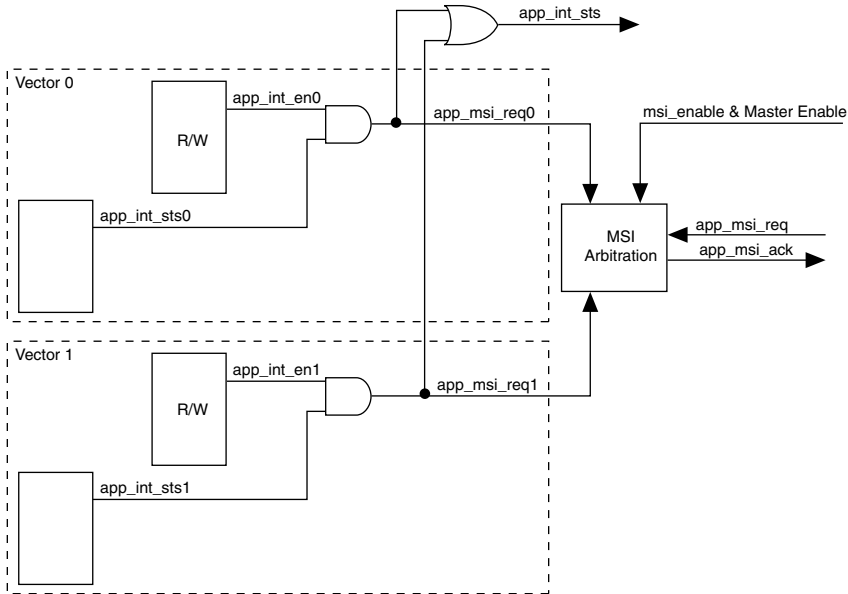 app_int_sts
Vector 0
app_int_en0
R/W
app_msi_req0
msi_enable & Master Enable
app_int_sts0
MSI
Arbitration
app_msi_req
app_msi_ack
Vector 1
app_int_en1
R/W
app_msi_req1
app_int_sts1